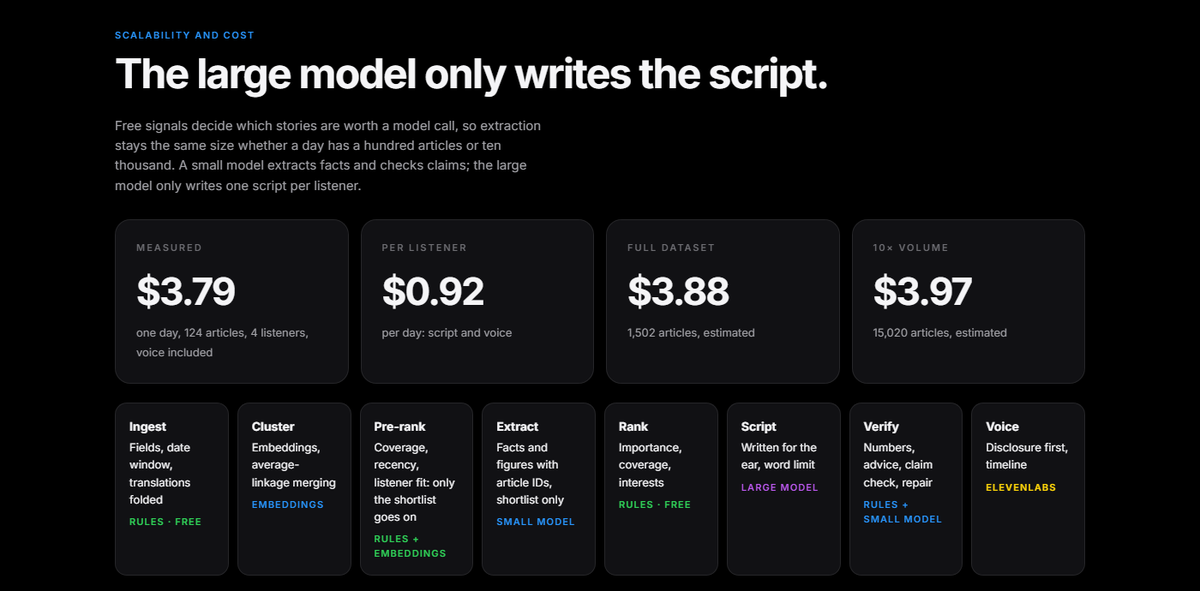 SCALABILITY AND COST
The large model only writes the script.
Free signals decide which stories are worth a model call, so extraction
stays the same size whether a day has a hundred articles or ten
thousand. A small model extracts facts and checks claims; the large
model only writes one script per listener.
MEASURED
$3.79
one day, 124 articles, 4 listeners,
voice included
PER LISTENER
$0.92
per day: script and voice
FULL DATASET
$3.88
1,502 articles, estimated
10× VOLUME
$3.97
15,020 articles, estimated
Ingest
Fields, date
window,
translations
folded
RULES · FREE
Cluster
Embeddings,
average-
linkage merging
EMBEDDINGS
Pre-rank
Coverage,
recency,
listener fit: only
the shortlist
goes on
RULES +
EMBEDDINGS
Extract
Facts and
figures with
article IDs,
shortlist only
SMALL MODEL
Rank
Importance,
coverage,
interests
RULES · FREE
Script
Written for the
ear, word limit
LARGE MODEL
Verify
Numbers,
advice, claim
check, repair
RULES +
SMALL MODEL
Voice
Disclosure first,
timeline
ELEVENLABS